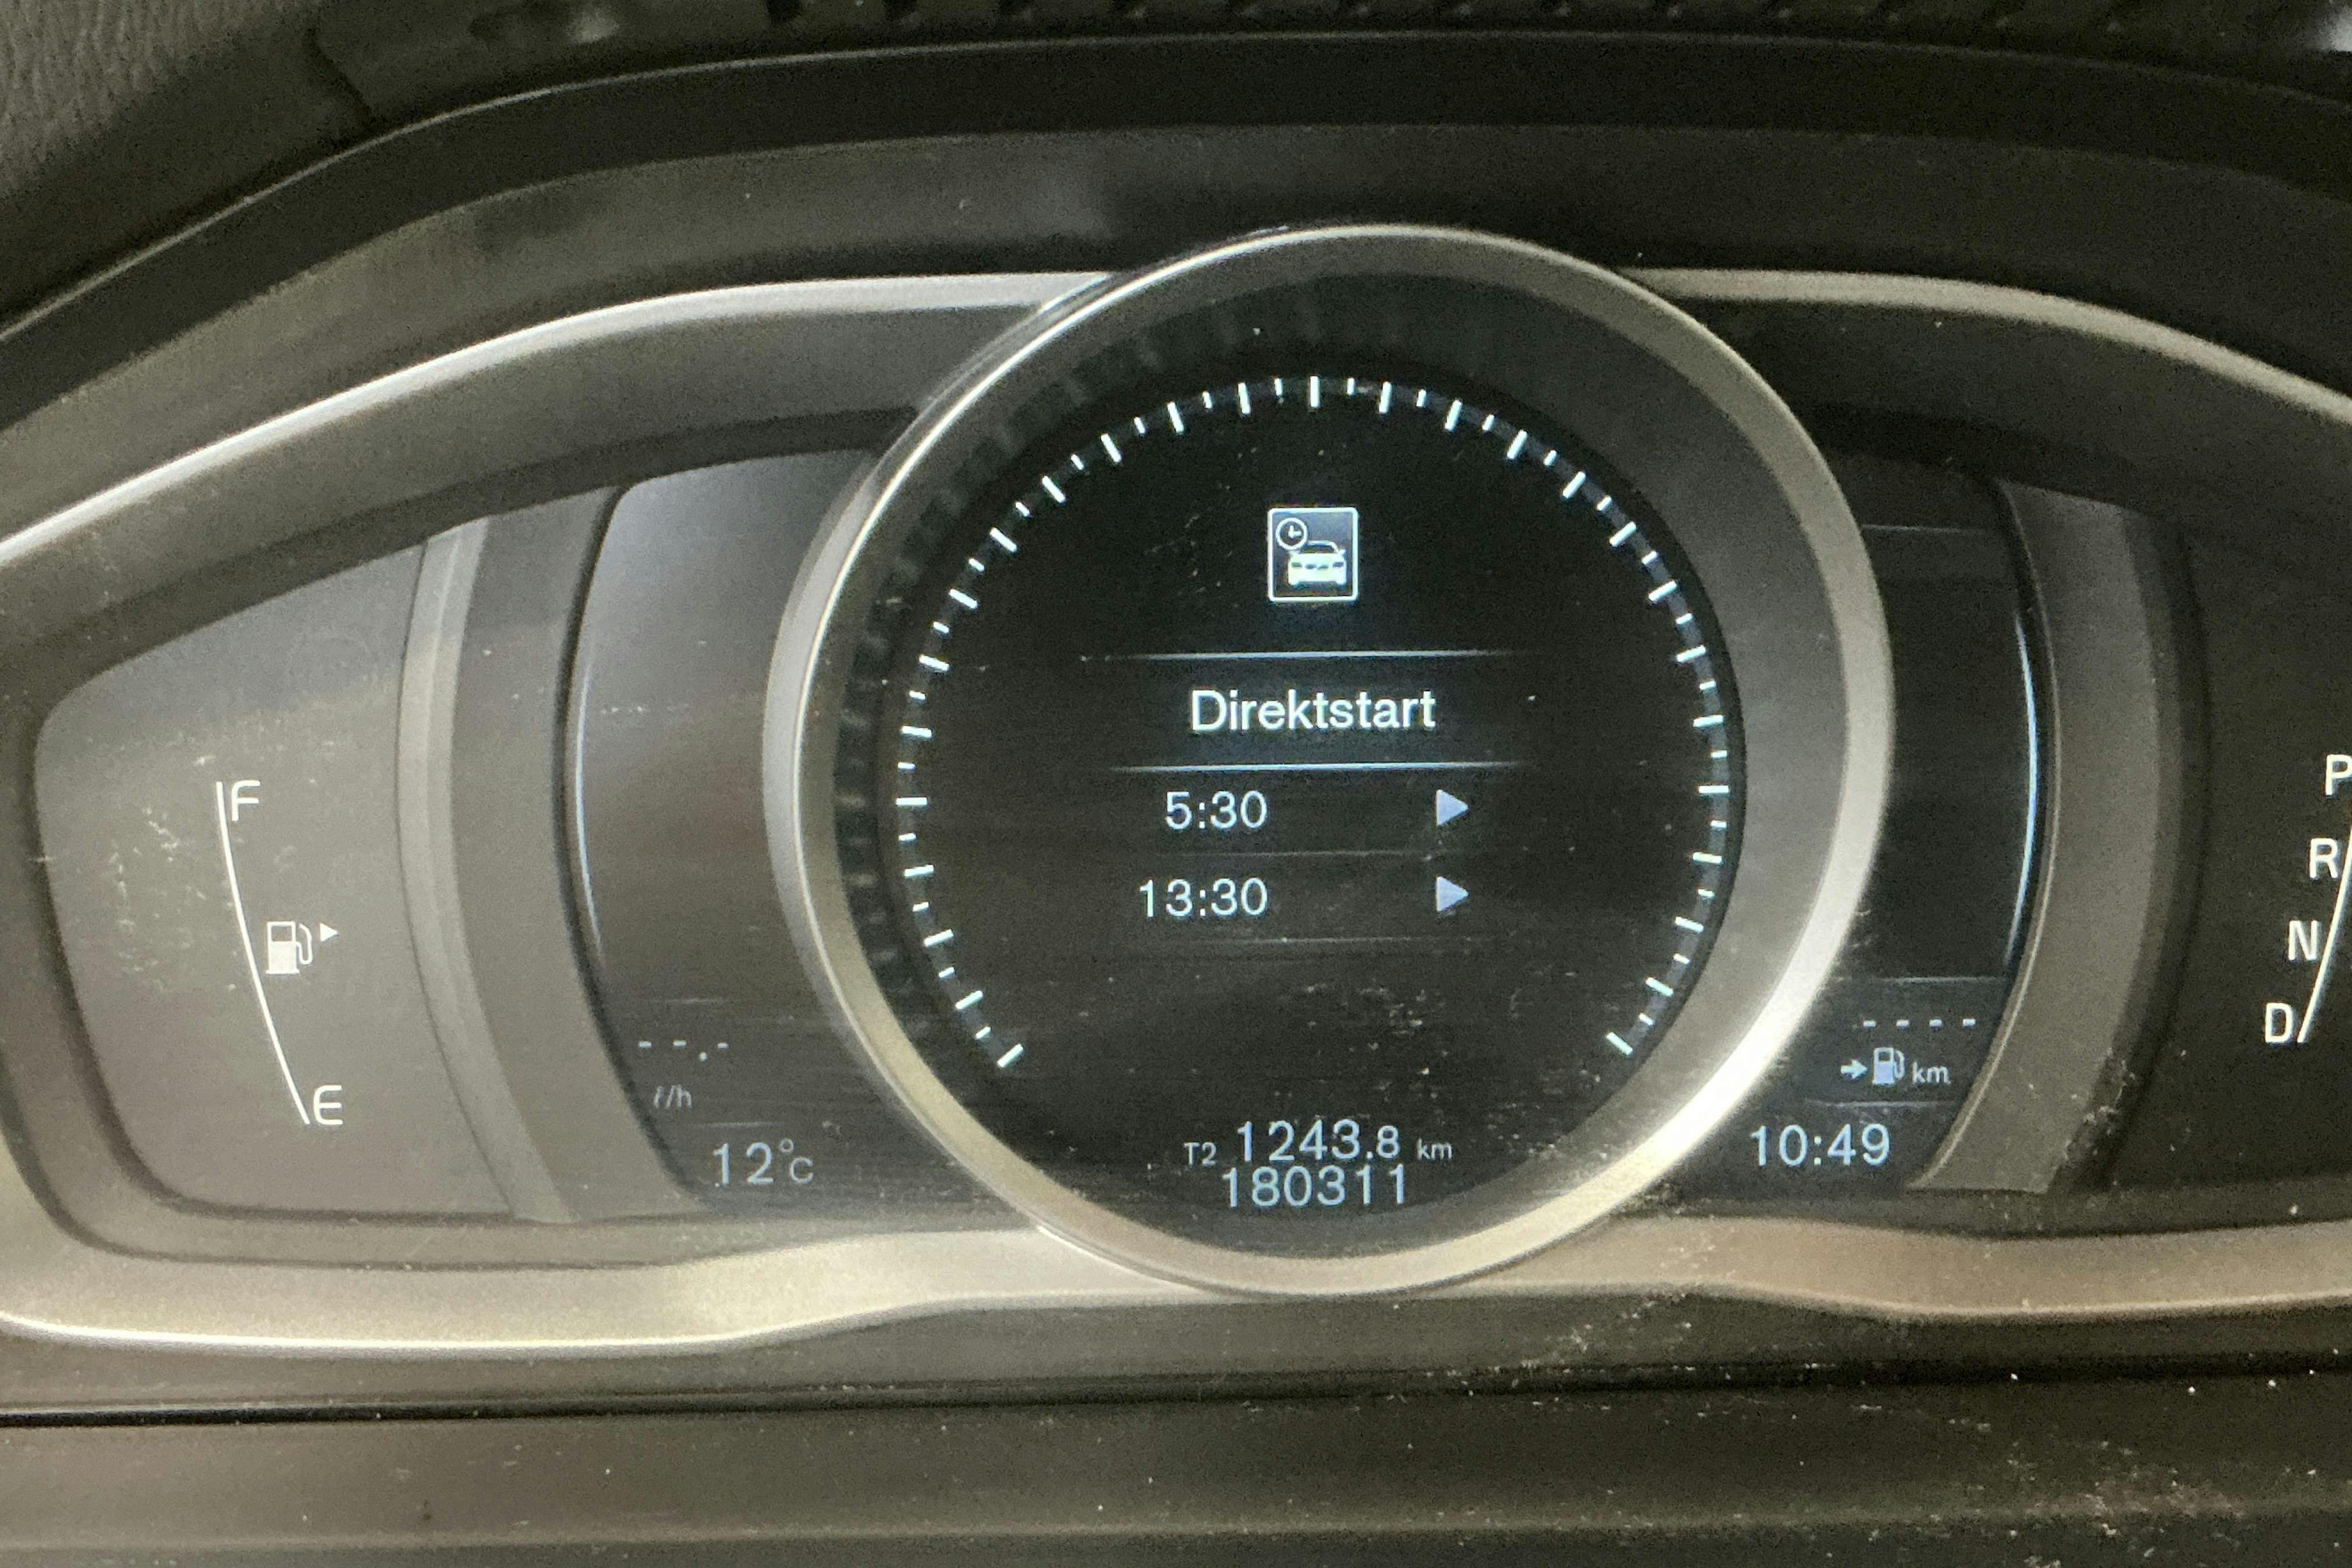 Direktstart
5:30
13:30
F
E
P
R
N
D
--.-
ℓ/h
12°C
T2 1243.8 km
180311
----
km
10:49